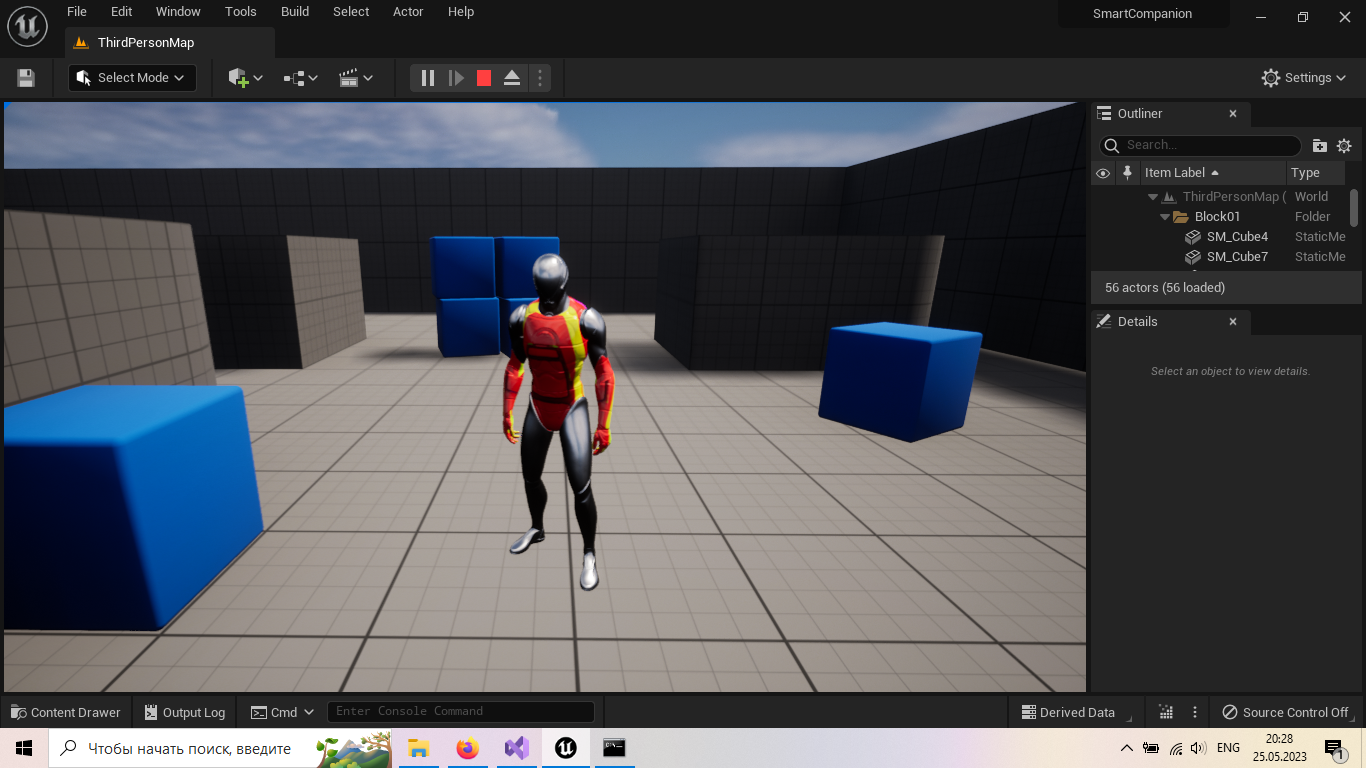 File Edit Window Tools Build Select Actor Help
SmartCompanion
ThirdPersonMap
Select Mode
Settings
Outliner
Search...
Item Label Type
ThirdPersonMap ( World
Block01 Folder
SM_Cube4 StaticMe
SM_Cube7 StaticMe
56 actors (56 loaded)
Details
Select an object to view details.
Content Drawer Output Log Cmd Enter Console Command Derived Data Source Control Off
Чтобы начать поиск, введите
ENG
20:28
25.05.2023
1